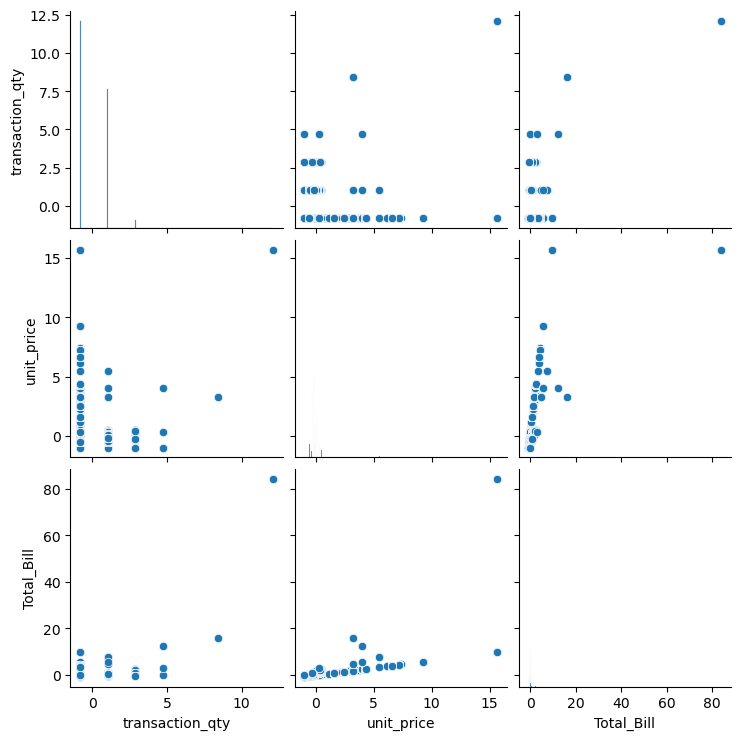 12.5
10.0
7.5
5.0
2.5
0.0
transaction_qty
15
10
5
0
unit_price
80
60
40
20
0
Total_Bill
0 5 10
transaction_qty
0 5 10 15
unit_price
0 20 40 60 80
Total_Bill